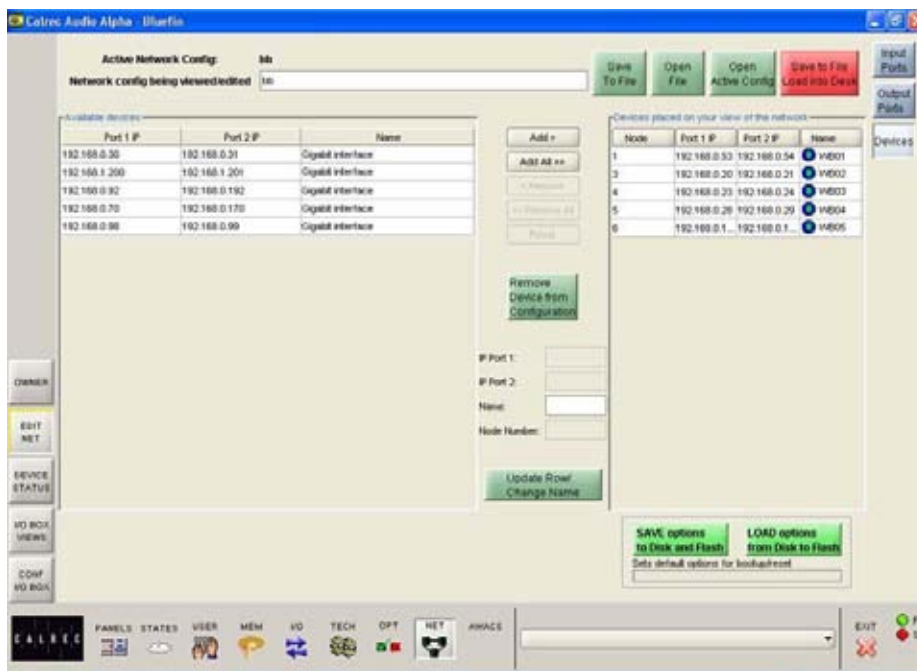 Calrec Audio Alpha - Bluefin
Active Network Config: bb
Network config being viewed/edited bb
Save To File
Open File
Open Active Config
Save to File Load into Desk
Input Ports
Output Ports
Devices
Available devices
Port 1 IP Port 2 IP Name
192.168.0.30 192.168.0.31 Gigabit interface
192.168.1.200 192.168.1.201 Gigabit interface
192.168.0.92 192.168.0.192 Gigabit interface
192.168.0.70 192.168.0.170 Gigabit interface
192.168.0.98 192.168.0.99 Gigabit interface
Add >
Add All >>
< Remove
<< Remove All
Remove
Device from
Configuration
IP Port 1:
IP Port 2:
Name:
Node Number:
Update Row/
Change Name
Devices placed on your view of the network
Node Port 1 IP Port 2 IP Name
1 192.168.0.53 192.168.0.54 WB01
3 192.168.0.20 192.168.0.21 WB02
4 192.168.0.23 192.168.0.24 WB03
5 192.168.0.28 192.168.0.29 WB04
6 192.168.0.1... 192.168.0.1... WB05
SAVE options
to Disk and Flash
LOAD options
from Disk to Flash
Sets default options for bootup/reset
OWNER
EDIT
NET
DEVICE
STATUS
I/O BOX
VIEWS
CONF
I/O BOX
CALREC
PANELS STATES USER MEM I/O TECH OPT NET AWACS
EXIT